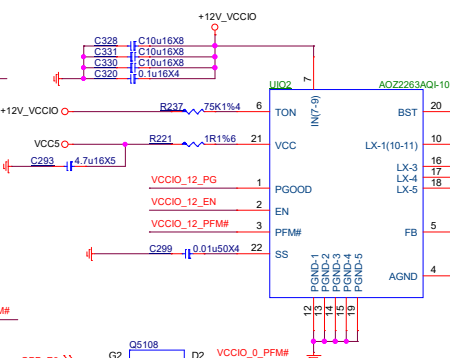 +12V_VCCIO
C328 C10u16X8
C331 C10u16X8
C330 C10u16X8
C320 0.1u16X4
7
UIO2 AOZ2263AQI-10
IN(7-9)
+12V_VCCIO R237 75K1%4 6 TON BST 20
VCC5 R221 1R1%6 21 VCC LX-1(10-11) 10
C293 4.7u16X5 LX-3 16
LX-4 17
LX-5 18
VCCIO_12_PG 1 PGOOD
VCCIO_12_EN 2 EN
VCCIO_12_PFM# 3 PFM# FB 5
C299 0.01u50X4 22 SS
AGND 4
PGND-1 PGND-2 PGND-3 PGND-4 PGND-5
12 13 14 15 19
M#
Q5108
G2 D2 VCCIO_0_PFM#